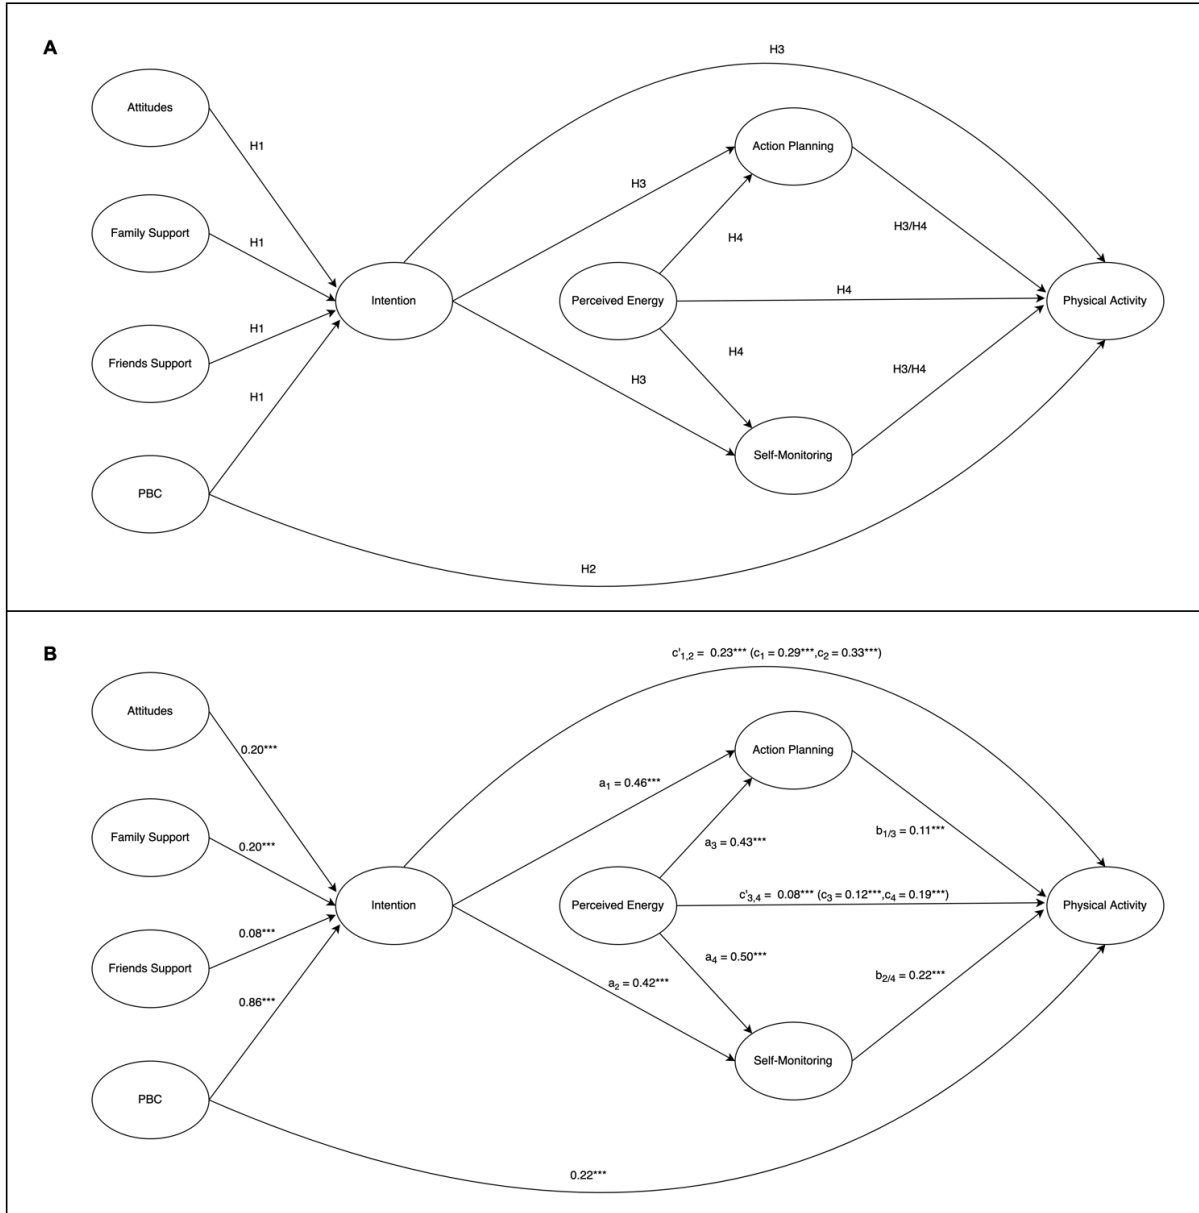 A
H3
Attitudes
H1
Action Planning
H3
Family Support
H1
H3/H4
H4
Intention
Perceived Energy
H4
Physical Activity
H1
Friends Support
H4
H3
H3/H4
H1
Self-Monitoring
PBC
H2
B
c'1,2 = 0.23*** (c1 = 0.29***,c2 = 0.33***)
Attitudes
0.20***
Action Planning
a1 = 0.46***
Family Support
0.20***
b1/3 = 0.11***
a3 = 0.43***
c'3,4 = 0.08*** (c3 = 0.12***,c4 = 0.19***)
Intention
Perceived Energy
Physical Activity
0.08***
Friends Support
a4 = 0.50***
a2 = 0.42***
b2/4 = 0.22***
0.86***
Self-Monitoring
PBC
0.22***